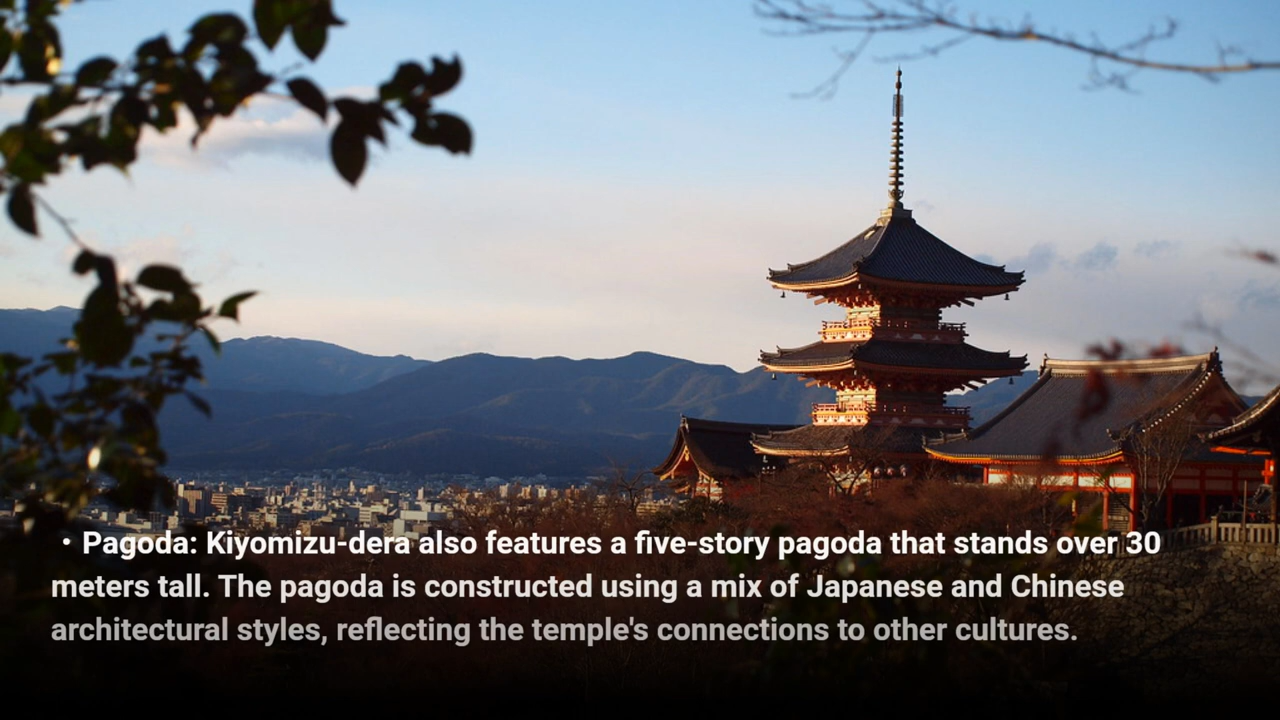 • Pagoda: Kiyomizu-dera also features a five-story pagoda that stands over 30
meters tall. The pagoda is constructed using a mix of Japanese and Chinese
architectural styles, reflecting the temple's connections to other cultures.